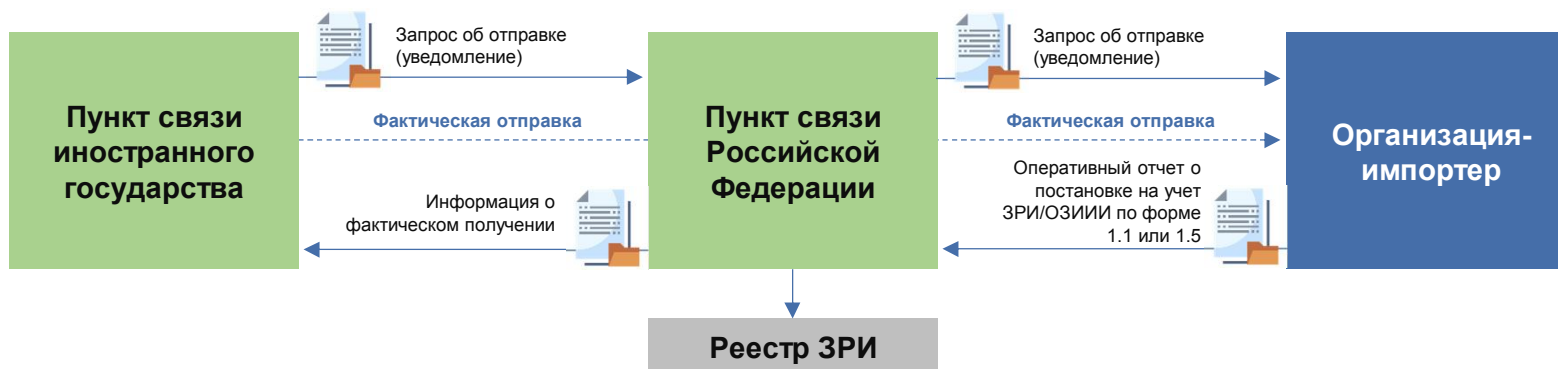 Пункт связи
иностранного
государства
Запрос об отправке
(уведомление)
Фактическая отправка
Информация о
фактическом получении
Пункт связи
Российской
Федерации
Запрос об отправке
(уведомление)
Фактическая отправка
Оперативный отчет о
постановке на учет
ЗРИ/ОЗИИИ по форме
1.1 или 1.5
Организация-
импортер
Реестр ЗРИ